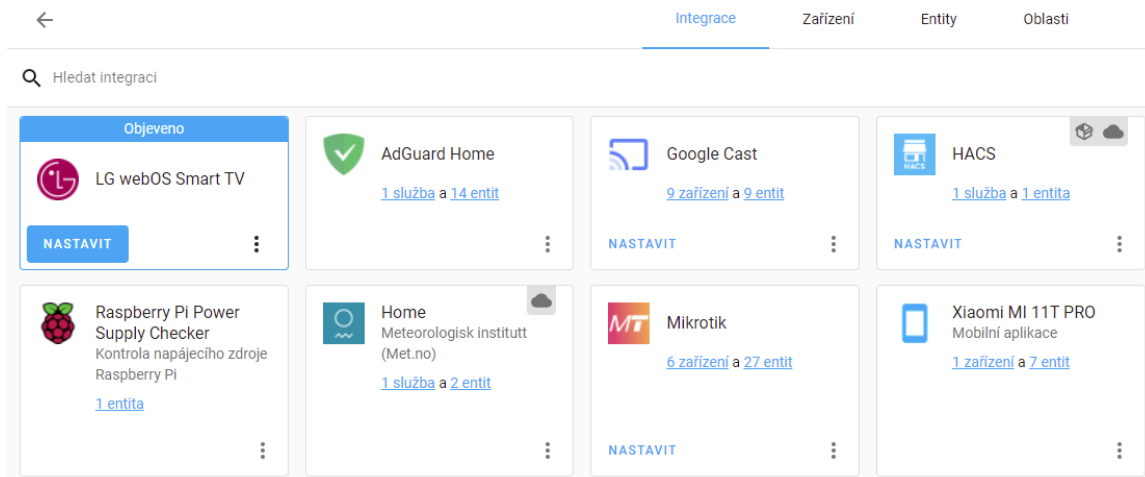 Integrace Zařízení Entity Oblasti
Hledat integraci
Objeveno
LG webOS Smart TV
NASTAVIT
AdGuard Home
1 služba a 14 entit
Google Cast
9 zařízení a 9 entit
NASTAVIT
HACS
HACS
1 služba a 1 entita
NASTAVIT
Raspberry Pi Power
Supply Checker
Kontrola napájecího zdroje
Raspberry Pi
1 entita
Home
Meteorologisk institutt
(Met.no)
1 služba a 2 entit
MT
Mikrotik
6 zařízení a 27 entit
NASTAVIT
Xiaomi MI 11T PRO
Mobilní aplikace
1 zařízení a 7 entit